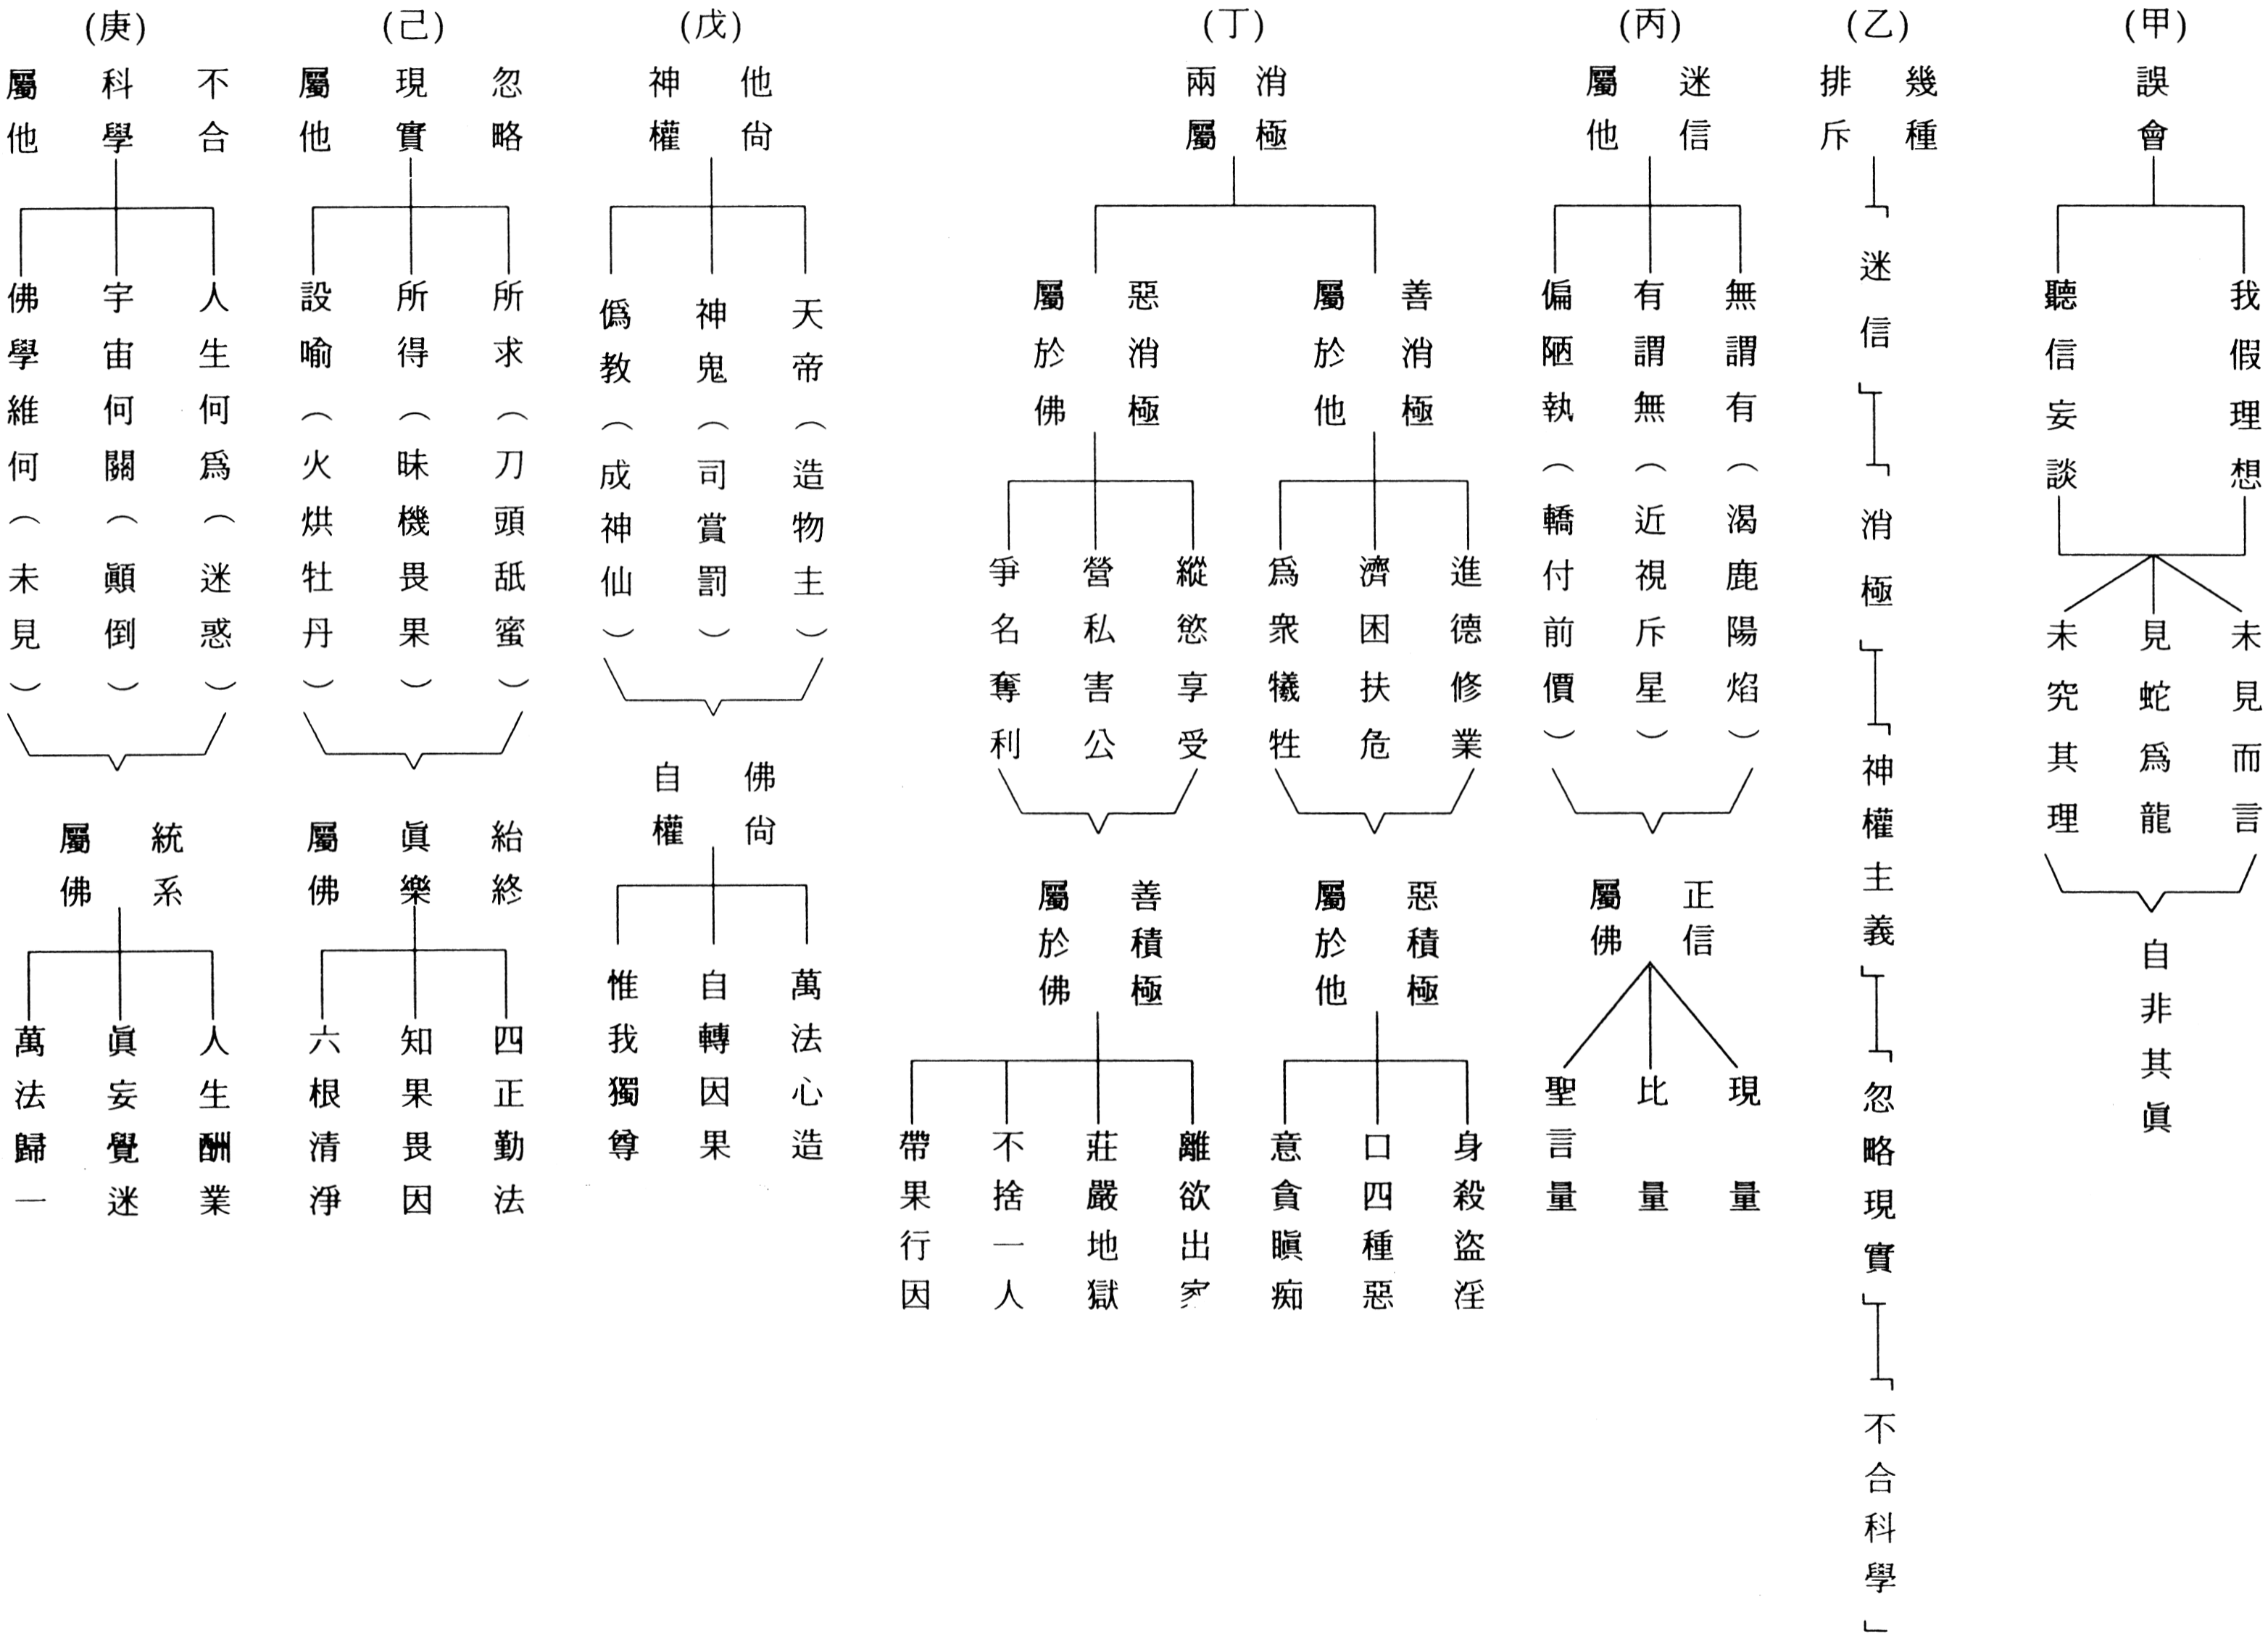 (甲)
誤會
我假理想
聽信妄談
未見而言
見蛇爲龍
未究其理
自非其眞
(乙)
幾種
排斥
「迷信」
「消極」
「神權主義」
「忽略現實」
「不合科學」
(丙)
迷信
屬他
無謂有（渴鹿陽焰）
有謂無（近視斥星）
偏陋執（轎付前價）
正信
屬佛
現量
比量
聖言量
(丁)
消極
兩屬
善消極
屬於他
進德修業
濟困扶危
爲衆犧牲
惡積極
屬於他
身殺盜淫
口四種惡
意貪瞋痴
惡消極
屬於佛
縱慾享受
營私害公
爭名奪利
善積極
屬於佛
離欲出家
莊嚴地獄
不捨一人
帶果行因
(戊)
他尙
神權
天帝（造物主）
神鬼（司賞罰）
僞教（成神仙）
佛尙
自權
萬法心造
自轉因果
惟我獨尊
(己)
忽略
現實
屬他
所求（刀頭舐蜜）
所得（昧機畏果）
設喻（火烘牡丹）
紿終
眞樂
屬佛
四正勤法
知果畏因
六根清淨
(庚)
不合
科學
屬他
人生何爲（迷惑）
宇宙何關（顚倒）
佛學維何（未見）
統系
屬佛
人生酬業
眞妄覺迷
萬法歸一